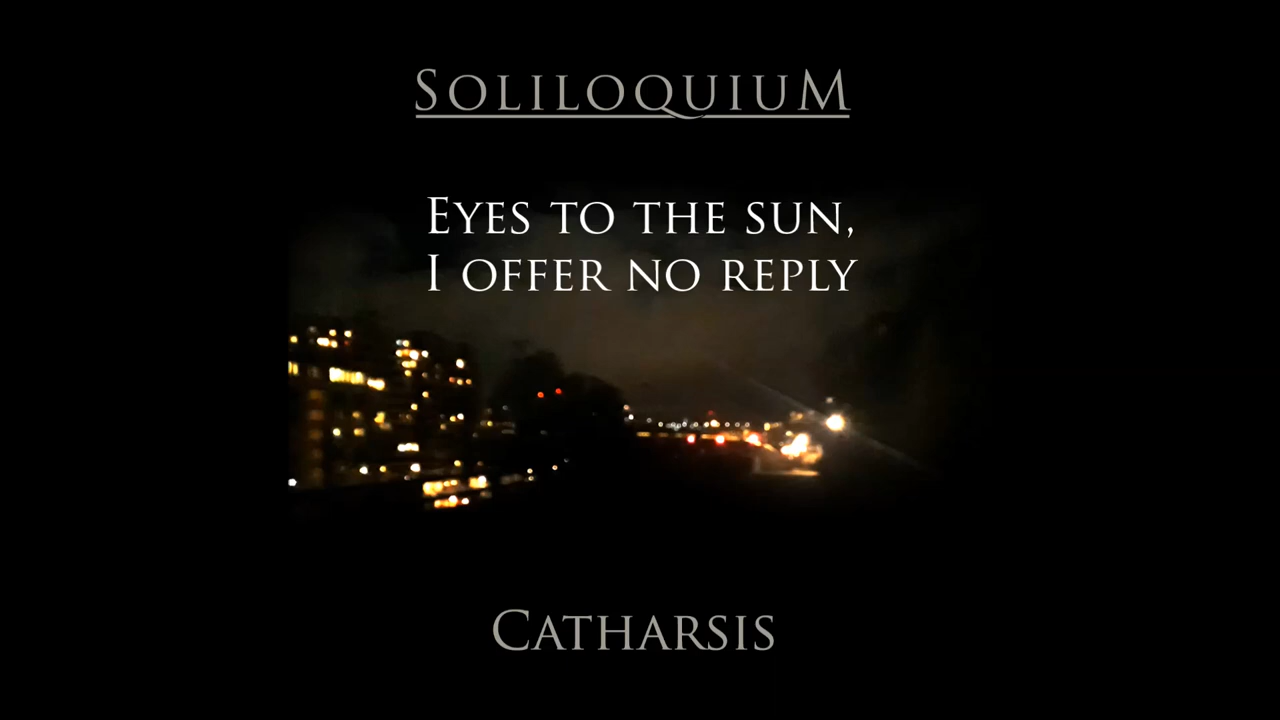 Soliloquium
Eyes to the sun,
I offer no reply
Catharsis